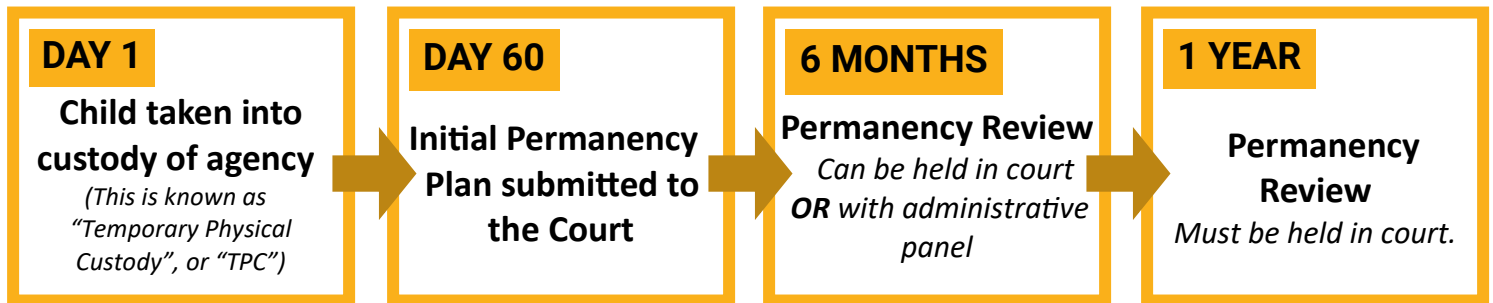 DAY 1
Child taken into
custody of agency
(This is known as
“Temporary Physical
Custody”, or “TPC”)
DAY 60
Initial Permanency
Plan submitted to
the Court
6 MONTHS
Permanency Review
Can be held in court
OR with administrative
panel
1 YEAR
Permanency
Review
Must be held in court.